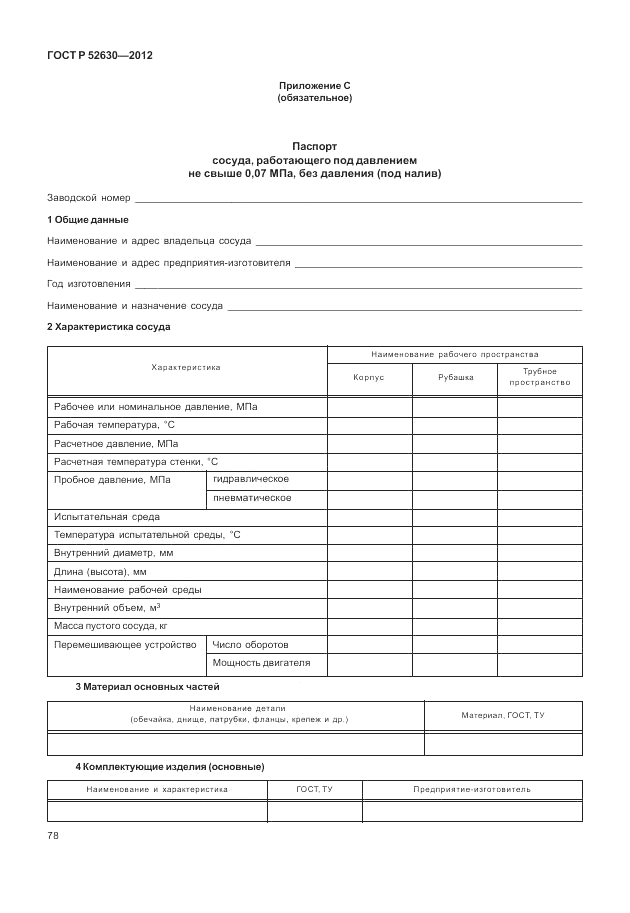 ГОСТ Р 52630—2012
Приложение С
(обязательное)
Паспорт
сосуда, работающего под давлением
не свыше 0,07 МПа, без давления (под налив)
Заводской номер
1 Общие данные
Наименование и адрес владельца сосуда
Наименование и адрес предприятия-изготовителя
Год изготовления
Наименование и назначение сосуда
2 Характеристика сосуда
Характеристика
Наименование рабочего пространства
Корпус
Рубашка
Трубное
пространство
Рабочее или номинальное давление, МПа
Рабочая температура, °С
Расчетное давление, МПа
Расчетная температура стенки, °С
Пробное давление, МПа
гидравлическое
пневматическое
Испытательная среда
Температура испытательной среды, °С
Внутренний диаметр, мм
Длина (высота), мм
Наименование рабочей среды
Внутренний объем, м³
Масса пустого сосуда, кг
Перемешивающее устройство
Число оборотов
Мощность двигателя
3 Материал основных частей
Наименование детали
(обечайка, днище, патрубки, фланцы, крепеж и др.)
Материал, ГОСТ, ТУ
4 Комплектующие изделия (основные)
Наименование и характеристика
ГОСТ, ТУ
Предприятие-изготовитель
78